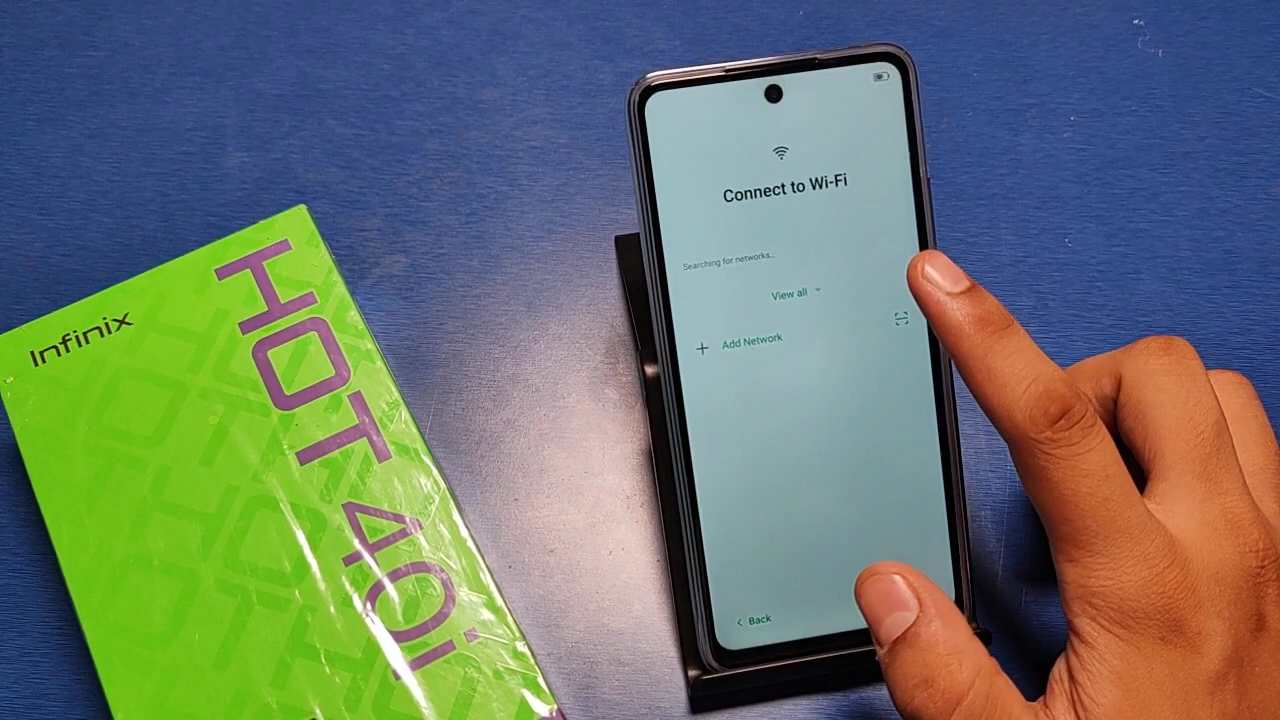 Infinix
HOT 40i
Connect to Wi-Fi
Searching for networks...
View all
Add Network
Back